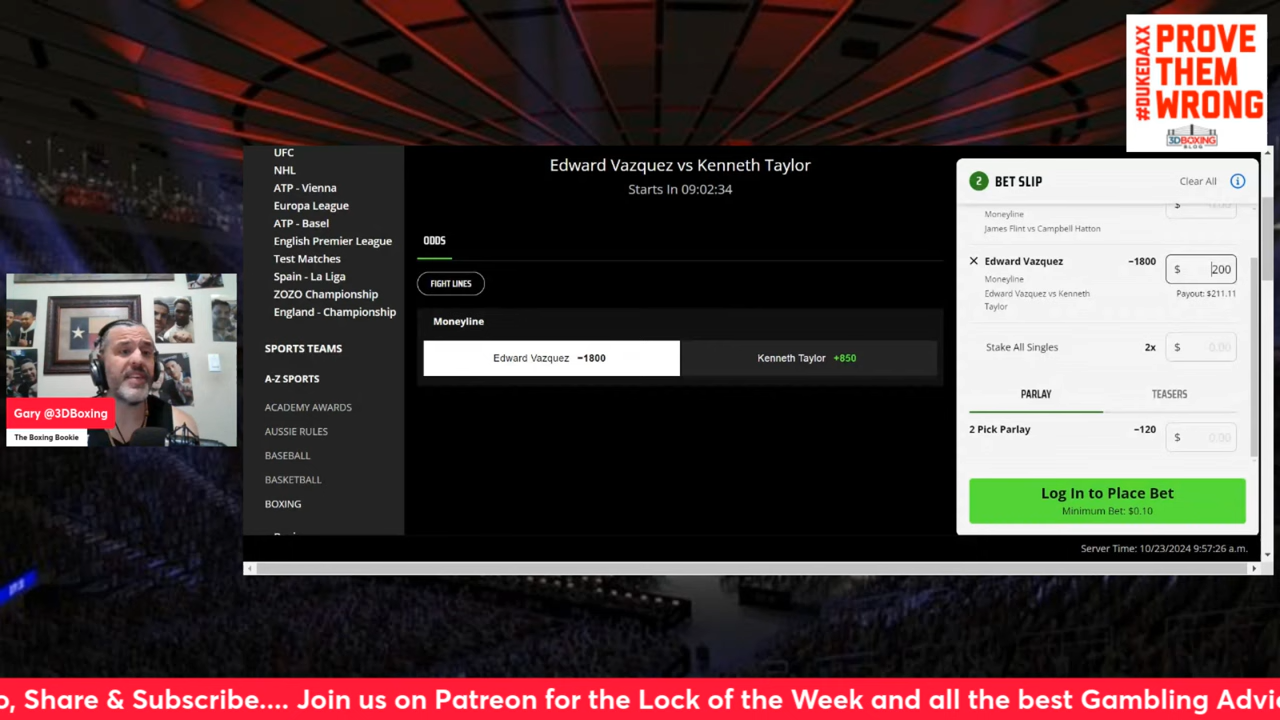 #DUKEDAXX
PROVE
THEM
WRONG
3DBOXING
BLOG
UFC
NHL
ATP - Vienna
Europa League
ATP - Basel
English Premier League
Test Matches
Spain - La Liga
ZOZO Championship
England - Championship
SPORTS TEAMS
A-Z SPORTS
ACADEMY AWARDS
AUSSIE RULES
BASEBALL
BASKETBALL
BOXING
Edward Vazquez vs Kenneth Taylor
Starts In 09:02:34
ODDS
FIGHT LINES
Moneyline
Edward Vazquez −1800
Kenneth Taylor +850
2 BET SLIP Clear All
$
Moneyline
James Flint vs Campbell Hatton
Edward Vazquez −1800 $ 200
Moneyline
Payout: $211.11
Edward Vazquez vs Kenneth
Taylor
Stake All Singles 2x $ 0.00
PARLAY TEASERS
2 Pick Parlay −120 $ 0.00
Log In to Place Bet
Minimum Bet: $0.10
Server Time: 10/23/2024 9:57:26 a.m.
Gary @3DBoxing
The Boxing Bookie
o, Share & Subscribe.... Join us on Patreon for the Lock of the Week and all the best Gambling Advi